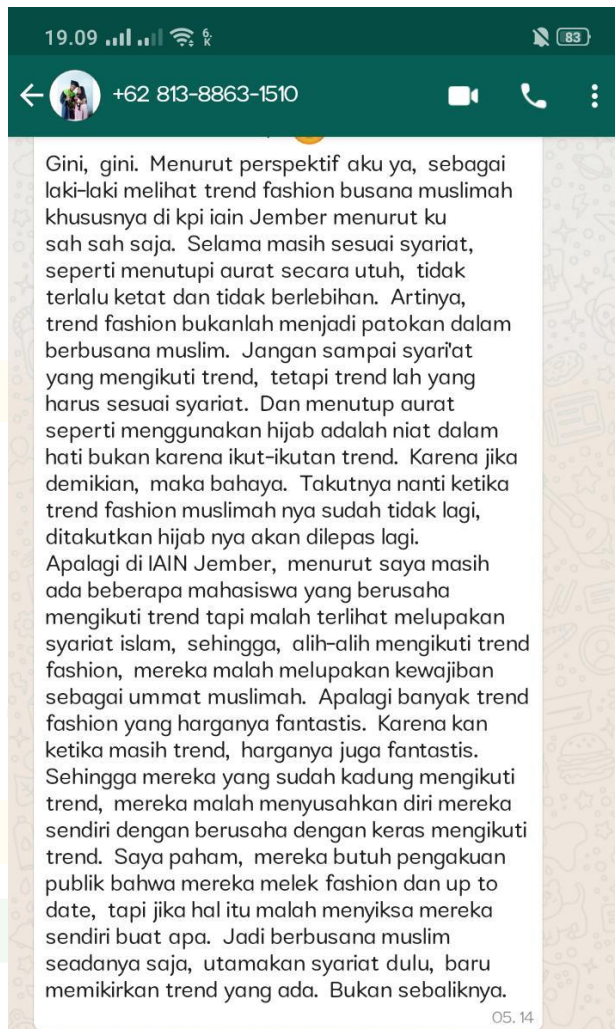 19.09
6.
K
83
+62 813-8863-1510
Gini, gini. Menurut perspektif aku ya, sebagai
laki-laki melihat trend fashion busana muslimah
khususnya di kpi iain Jember menurut ku
sah sah saja. Selama masih sesuai syariat,
seperti menutupi aurat secara utuh, tidak
terlalu ketat dan tidak berlebihan. Artinya,
trend fashion bukanlah menjadi patokan dalam
berbusana muslim. Jangan sampai syari'at
yang mengikuti trend, tetapi trend lah yang
harus sesuai syariat. Dan menutup aurat
seperti menggunakan hijab adalah niat dalam
hati bukan karena ikut-ikutan trend. Karena jika
demikian, maka bahaya. Takutnya nanti ketika
trend fashion muslimah nya sudah tidak lagi,
ditakutkan hijab nya akan dilepas lagi.
Apalagi di IAIN Jember, menurut saya masih
ada beberapa mahasiswa yang berusaha
mengikuti trend tapi malah terlihat melupakan
syariat islam, sehingga, alih-alih mengikuti trend
fashion, mereka malah melupakan kewajiban
sebagai ummat muslimah. Apalagi banyak trend
fashion yang harganya fantastis. Karena kan
ketika masih trend, harganya juga fantastis.
Sehingga mereka yang sudah kadung mengikuti
trend, mereka malah menyusahkan diri mereka
sendiri dengan berusaha dengan keras mengikuti
trend. Saya paham, mereka butuh pengakuan
publik bahwa mereka melek fashion dan up to
date, tapi jika hal itu malah menyiksa mereka
sendiri buat apa. Jadi berbusana muslim
seadanya saja, utamakan syariat dulu, baru
memikirkan trend yang ada. Bukan sebaliknya.
05.14